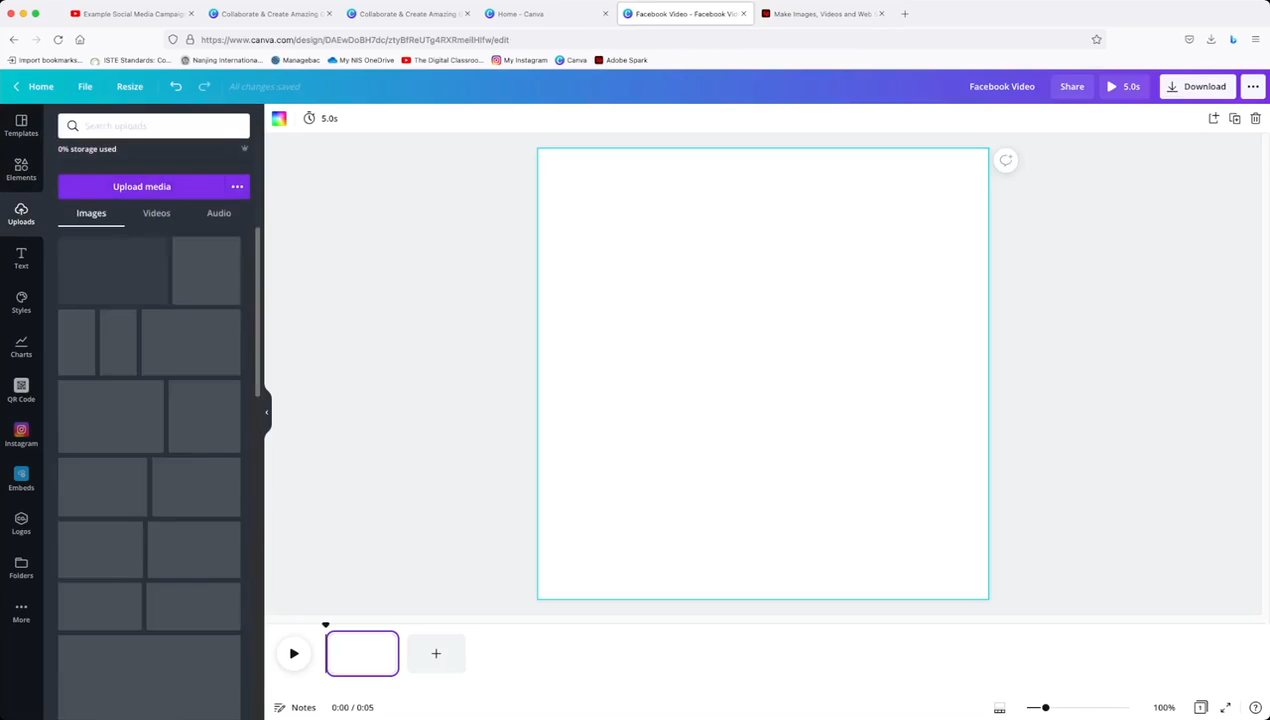 Example Social Media Campaig
Collaborate & Create Amazing
Collaborate & Create Amazing
Home - Canva
Facebook Video - Facebook Vi
Make Images, Videos and Web S
https://www.canva.com/design/DAEwDoBH7dc/ztyBfReUTg4RXRmeilHlfw/edit
Import bookmarks...
ISTE Standards: Co...
Nanjing Internationa...
Managebac
My NIS OneDrive
The Digital Classroo...
My Instagram
Canva
Adobe Spark
Home
File
Resize
All changes saved
Facebook Video
Share
5.0s
Download
Templates
Elements
Uploads
Text
Styles
Charts
QR Code
Instagram
Embeds
Logos
Folders
More
Search uploads
0% storage used
Upload media
Images
Videos
Audio
5.0s
Notes
0:00 / 0:05
100%
1